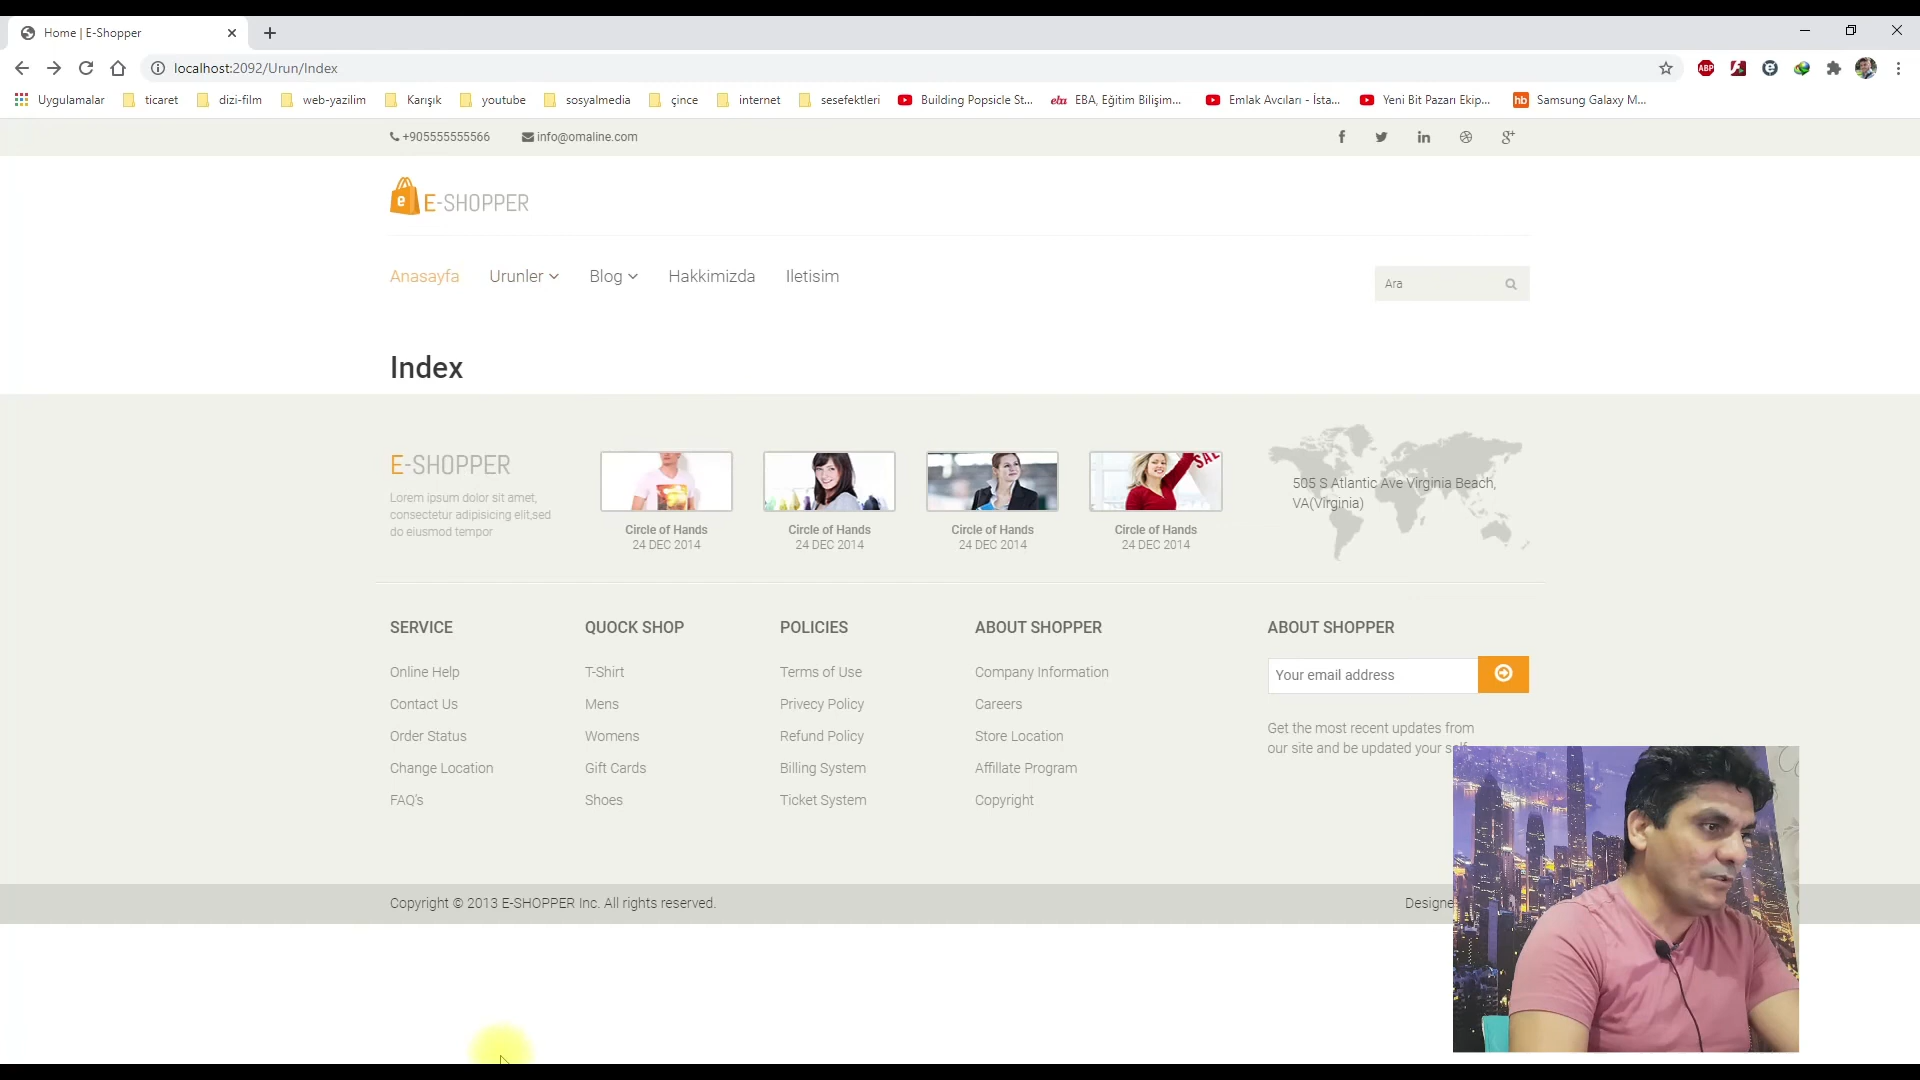 Home | E-Shopper
localhost:2092/Urun/Index
ABP
Uygulamalar
ticaret
dizi-film
web-yazilim
Karışık
youtube
sosyalmedia
çince
internet
sesefektleri
Building Popsicle St...
eba EBA, Eğitim Bilişim...
Emlak Avcıları - İsta...
Yeni Bit Pazarı Ekip...
hb Samsung Galaxy M...
+905555555566
info@omaline.com
e E-SHOPPER
Anasayfa
Urunler
Blog
Hakkimizda
Iletisim
Ara
Index
E-SHOPPER
Lorem ipsum dolor sit amet,
consectetur adipisicing elit,sed
do eiusmod tempor
SALE
Circle of Hands
24 DEC 2014
Circle of Hands
24 DEC 2014
Circle of Hands
24 DEC 2014
Circle of Hands
24 DEC 2014
505 S Atlantic Ave Virginia Beach,
VA(Virginia)
SERVICE
Online Help
Contact Us
Order Status
Change Location
FAQ's
QUOCK SHOP
T-Shirt
Mens
Womens
Gift Cards
Shoes
POLICIES
Terms of Use
Privecy Policy
Refund Policy
Billing System
Ticket System
ABOUT SHOPPER
Company Information
Careers
Store Location
Affillate Program
Copyright
ABOUT SHOPPER
Your email address
Get the most recent updates from
our site and be updated your self
Copyright © 2013 E-SHOPPER Inc. All rights reserved.
Designe